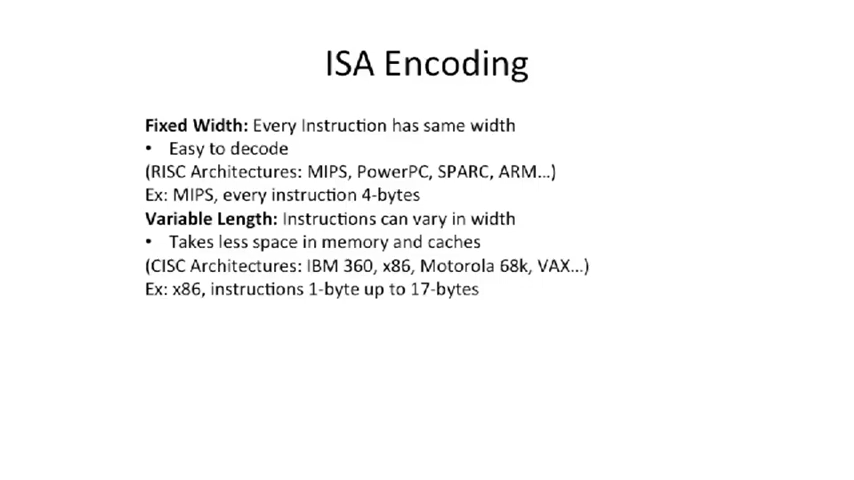 ISA Encoding
Fixed Width: Every Instruction has same width
• Easy to decode
(RISC Architectures: MIPS, PowerPC, SPARC, ARM...)
Ex: MIPS, every instruction 4-bytes
Variable Length: Instructions can vary in width
• Takes less space in memory and caches
(CISC Architectures: IBM 360, x86, Motorola 68k, VAX...)
Ex: x86, instructions 1-byte up to 17-bytes